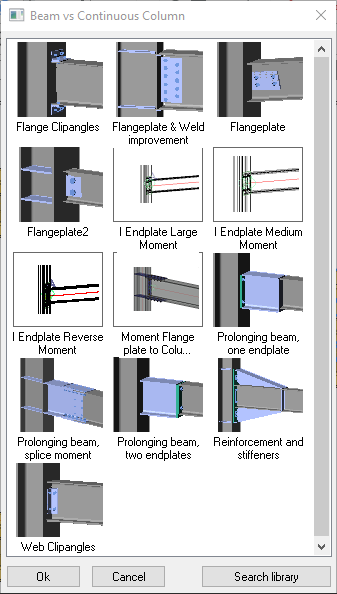 Beam vs Continuous Column
Flange Clipangles
Flangeplate & Weld
improvement
Flangeplate
Flangeplate2
I Endplate Large
Moment
I Endplate Medium
Moment
I Endplate Reverse
Moment
Moment Flange
plate to Colu...
Prolonging beam,
one endplate
Prolonging beam,
splice moment
Prolonging beam,
two endplates
Reinforcement and
stiffeners
Web Clipangles
Ok
Cancel
Search library